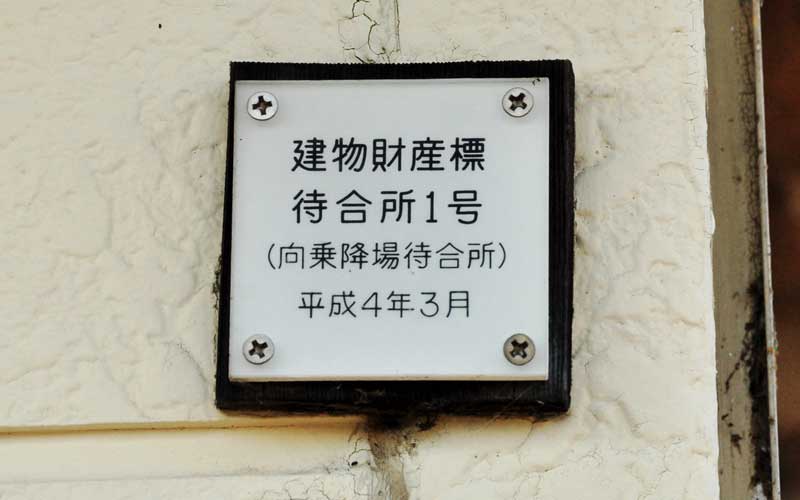 建物財産標
待合所1号
(向乗降場待合所)
平成4年3月